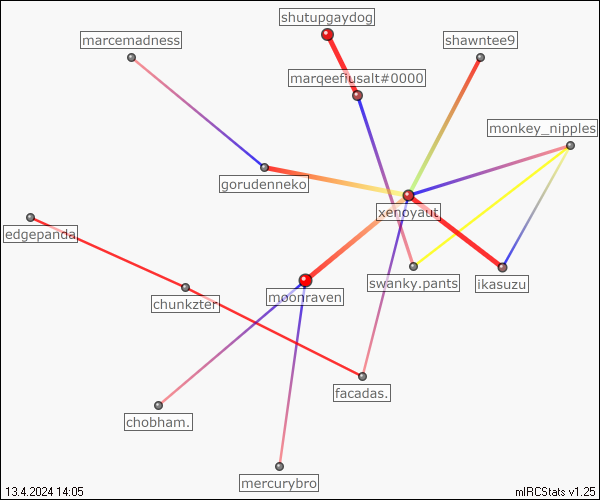 shutupgaydog
marcemadness
shawntee9
marqeefiusalt#0000
monkey_nipples
gorudenneko
xenoyaut
edgepanda
swanky.pants
ikasuzu
moonraven
chunkzter
facadas.
chobham.
mercurybro
13.4.2024 14:05
mIRCStats v1.25